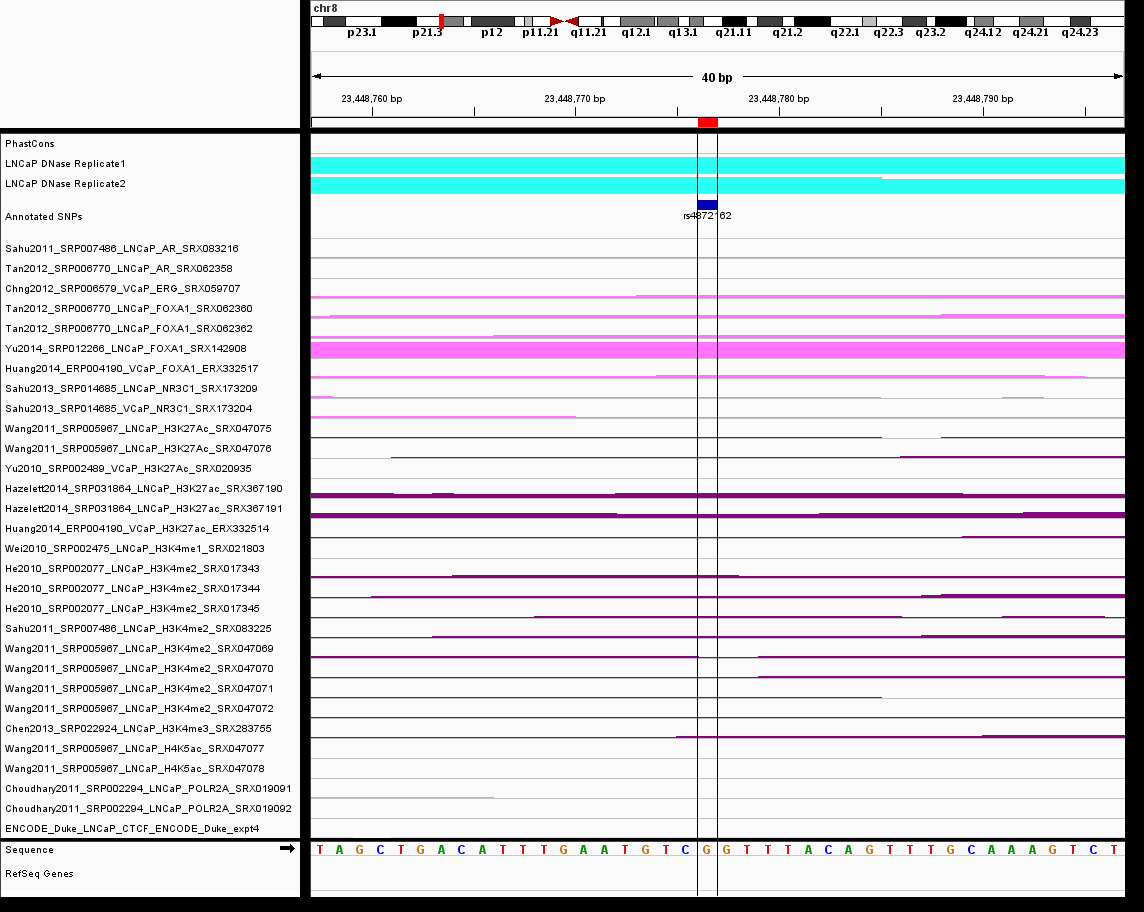 chr8
p23.1 p21.3 p12 p11.21 q11.21 q12.1 q13.1 q21.11 q21.2 q22.1 q22.3 q23.2 q24.12 q24.21 q24.23
40 bp
23,448,760 bp 23,448,770 bp 23,448,780 bp 23,448,790 bp
PhastCons
LNCaP DNase Replicate1
LNCaP DNase Replicate2
Annotated SNPs
rs4872162
Sahu2011_SRP007486_LNCaP_AR_SRX083216
Tan2012_SRP006770_LNCaP_AR_SRX062358
Chng2012_SRP006579_VCaP_ERG_SRX059707
Tan2012_SRP006770_LNCaP_FOXA1_SRX062360
Tan2012_SRP006770_LNCaP_FOXA1_SRX062362
Yu2014_SRP012266_LNCaP_FOXA1_SRX142908
Huang2014_ERP004190_VCaP_FOXA1_ERX332517
Sahu2013_SRP014685_LNCaP_NR3C1_SRX173209
Sahu2013_SRP014685_VCaP_NR3C1_SRX173204
Wang2011_SRP005967_LNCaP_H3K27Ac_SRX047075
Wang2011_SRP005967_LNCaP_H3K27Ac_SRX047076
Yu2010_SRP002489_VCaP_H3K27Ac_SRX020935
Hazelett2014_SRP031864_LNCaP_H3K27ac_SRX367190
Hazelett2014_SRP031864_LNCaP_H3K27ac_SRX367191
Huang2014_ERP004190_VCaP_H3K27ac_ERX332514
Wei2010_SRP002475_LNCaP_H3K4me1_SRX021803
He2010_SRP002077_LNCaP_H3K4me2_SRX017343
He2010_SRP002077_LNCaP_H3K4me2_SRX017344
He2010_SRP002077_LNCaP_H3K4me2_SRX017345
Sahu2011_SRP007486_LNCaP_H3K4me2_SRX083225
Wang2011_SRP005967_LNCaP_H3K4me2_SRX047069
Wang2011_SRP005967_LNCaP_H3K4me2_SRX047070
Wang2011_SRP005967_LNCaP_H3K4me2_SRX047071
Wang2011_SRP005967_LNCaP_H3K4me2_SRX047072
Chen2013_SRP022924_LNCaP_H3K4me3_SRX283755
Wang2011_SRP005967_LNCaP_H4K5ac_SRX047077
Wang2011_SRP005967_LNCaP_H4K5ac_SRX047078
Choudhary2011_SRP002294_LNCaP_POLR2A_SRX019091
Choudhary2011_SRP002294_LNCaP_POLR2A_SRX019092
ENCODE_Duke_LNCaP_CTCF_ENCODE_Duke_expt4
Sequence T A G C T G A C A T T T G A A T G T C G G T T T A C A G T T T G C A A A G T C T
RefSeq Genes